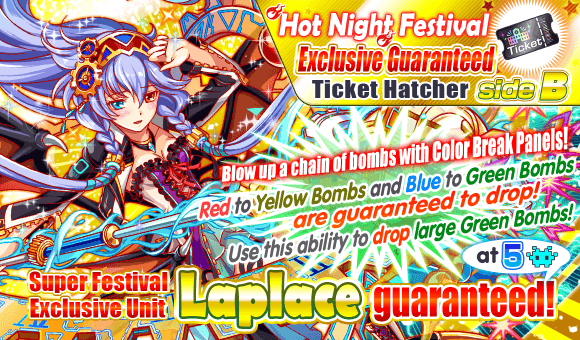 Hot Night Festival
Exclusive Guaranteed
Ticket
Ticket Hatcher side B
Blow up a chain of bombs with Color Break Panels!
Red to Yellow Bombs and Blue to Green Bombs
are guaranteed to drop!
Use this ability to drop large Green Bombs!
at 5
Super Festival
Exclusive Unit
Laplace guaranteed!